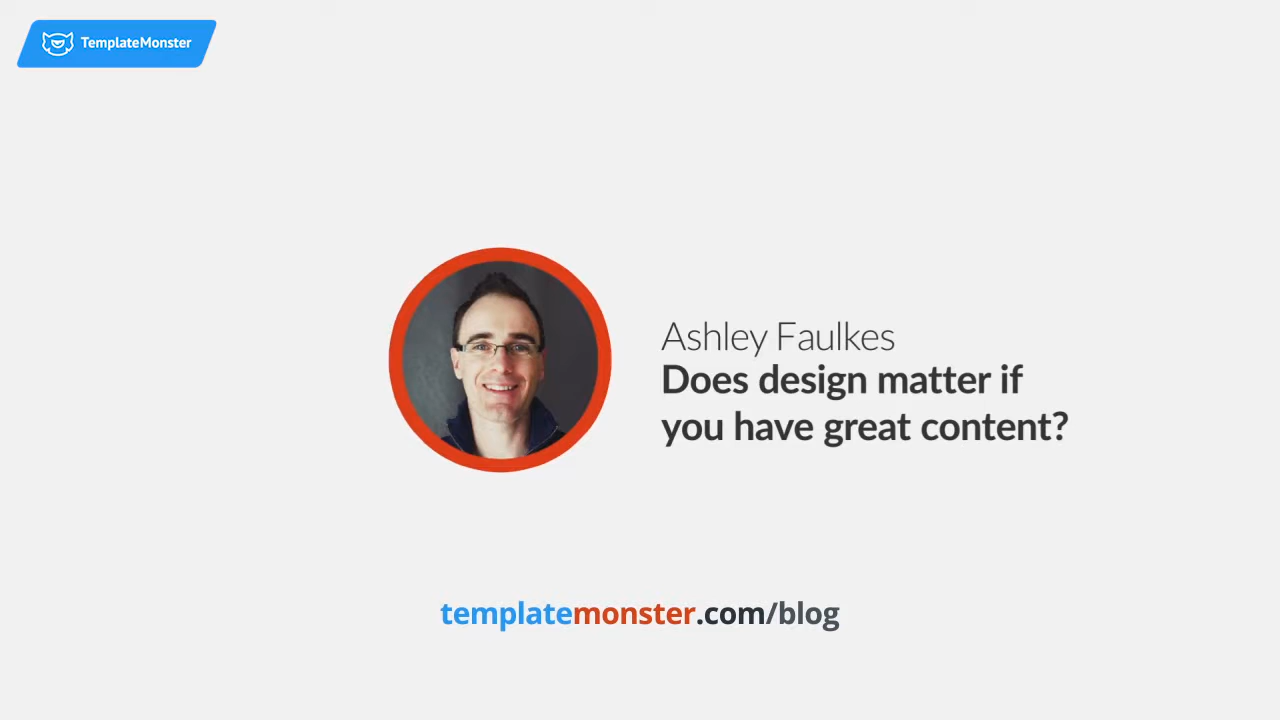 TemplateMonster
Ashley Faulkes
Does design matter if
you have great content?
templatemonster.com/blog